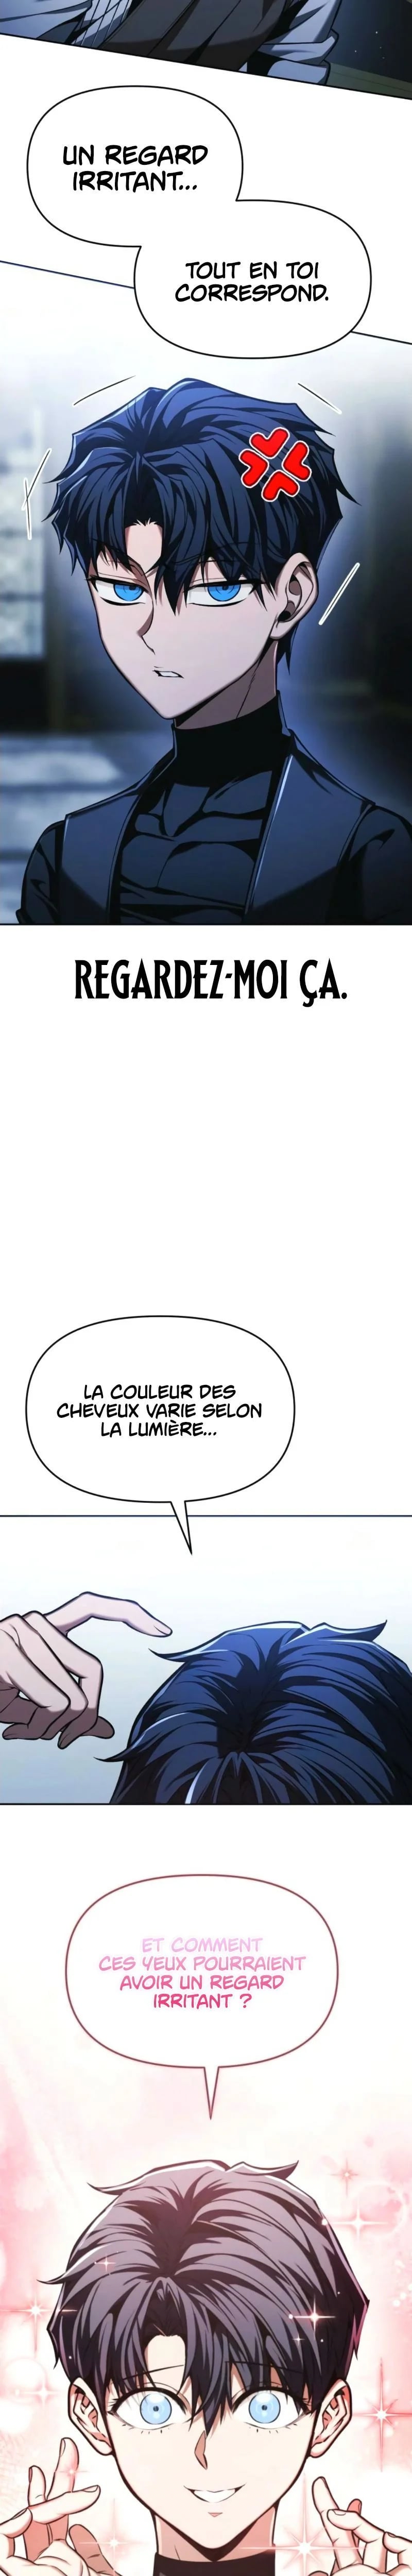 UN REGARD
IRRITANT...
TOUT EN TOI
CORRESPOND.
REGARDEZ-MOI ÇA.
LA COULEUR DES
CHEVEUX VARIE SELON
LA LUMIÈRE...
ET COMMENT
CES YEUX POURRAIENT
AVOIR UN REGARD
IRRITANT ?